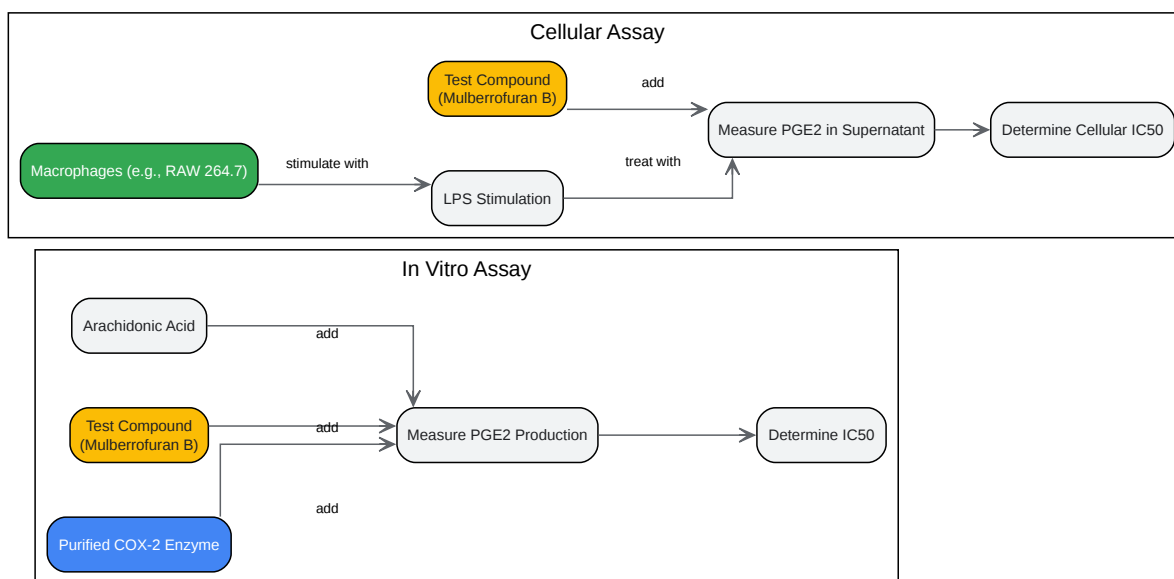 Cellular Assay
Test Compound
(Mulberrofuran B)
add
Measure PGE2 in Supernatant
Determine Cellular IC50
Macrophages (e.g., RAW 264.7)
stimulate with
treat with
LPS Stimulation
In Vitro Assay
Arachidonic Acid
add
Test Compound
(Mulberrofuran B)
add
Measure PGE2 Production
Determine IC50
add
Purified COX-2 Enzyme